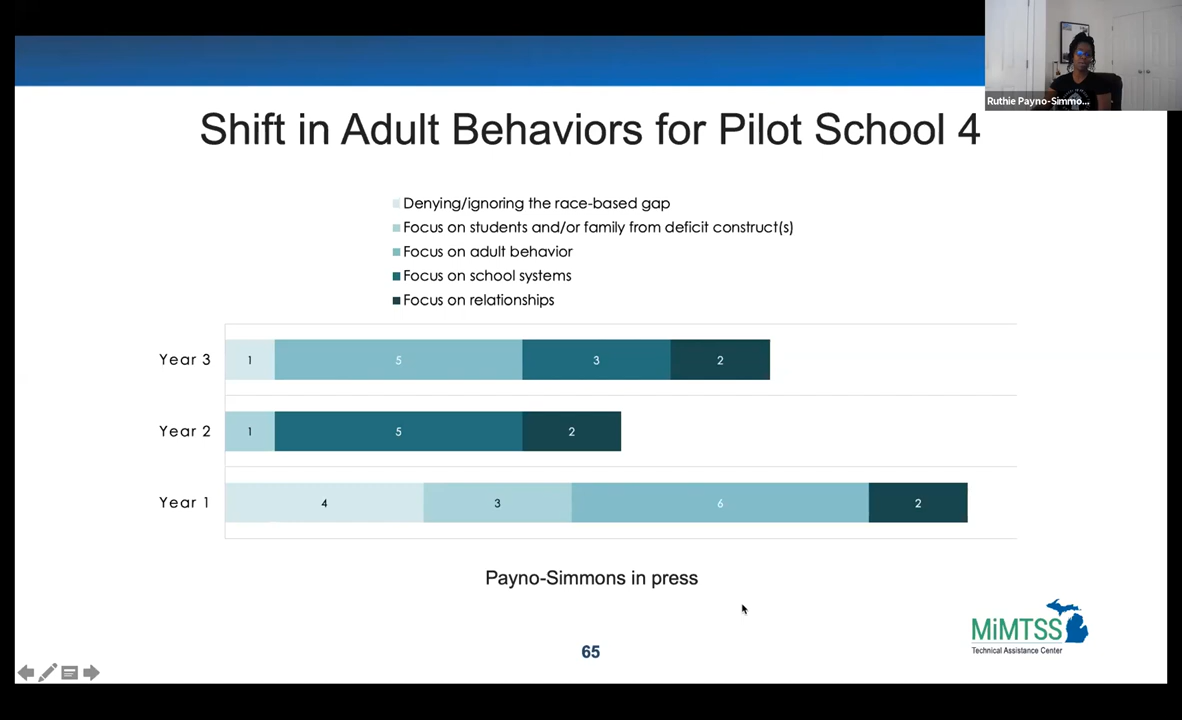 Ruthie Payno-Simmo...
Shift in Adult Behaviors for Pilot School 4
Denying/ignoring the race-based gap
Focus on students and/or family from deficit construct(s)
Focus on adult behavior
Focus on school systems
Focus on relationships
Year 3 1 5 3 2
Year 2 1 5 2
Year 1 4 3 6 2
Payno-Simmons in press
MiMTSS
Technical Assistance Center
65